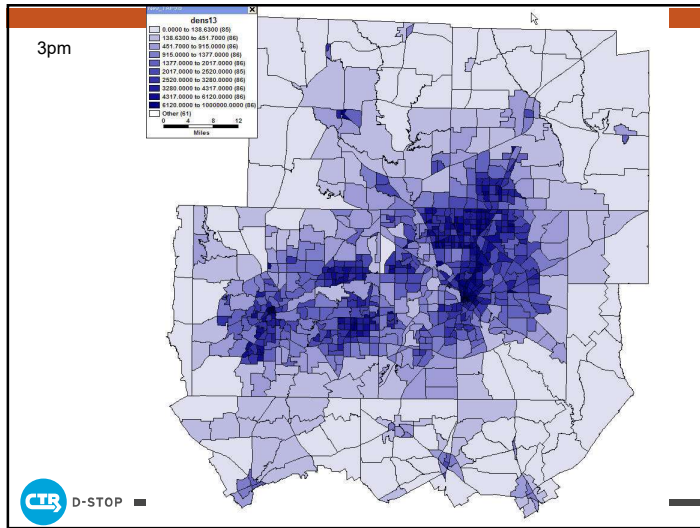 3pm
dens13
0.0000 to 138.6300 (85)
138.6300 to 451.7000 (86)
451.7000 to 915.0000 (86)
915.0000 to 1377.0000 (86)
1377.0000 to 2017.0000 (86)
2017.0000 to 2520.0000 (85)
2520.0000 to 3280.0000 (86)
3280.0000 to 4317.0000 (86)
4317.0000 to 6120.0000 (86)
6120.0000 to 1000000.0000 (86)
Other (61)
0 4 8 12
Miles
CTR D-STOP